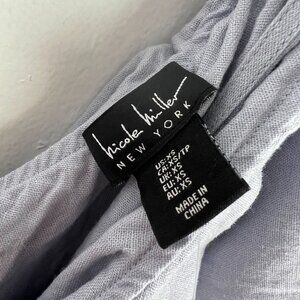 nicole miller
NEW YORK
US: XS
CA: XS/TP
UK: XS
EU: XS
AU: XS
MADE IN
CHINA